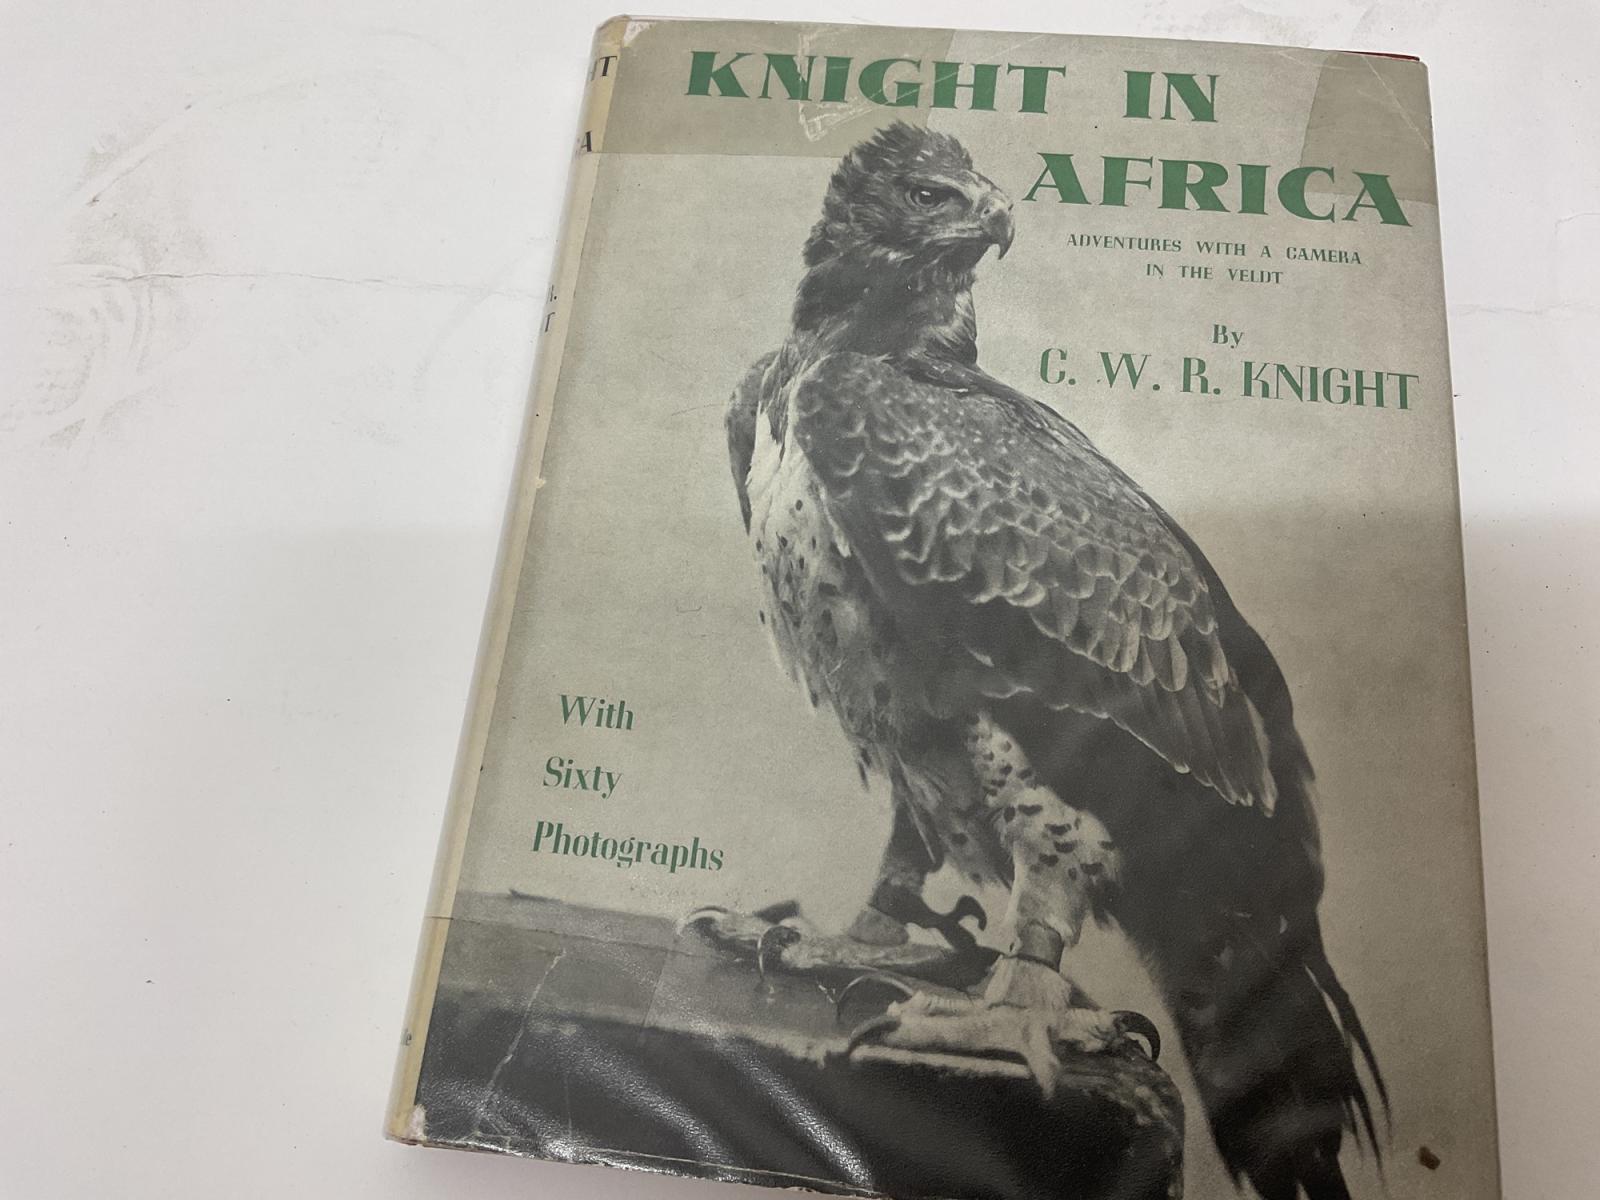 KNIGHT IN
AFRICA
ADVENTURES WITH A CAMERA
IN THE VELDT
By
C. W. R. KNIGHT
With
Sixty
Photographs